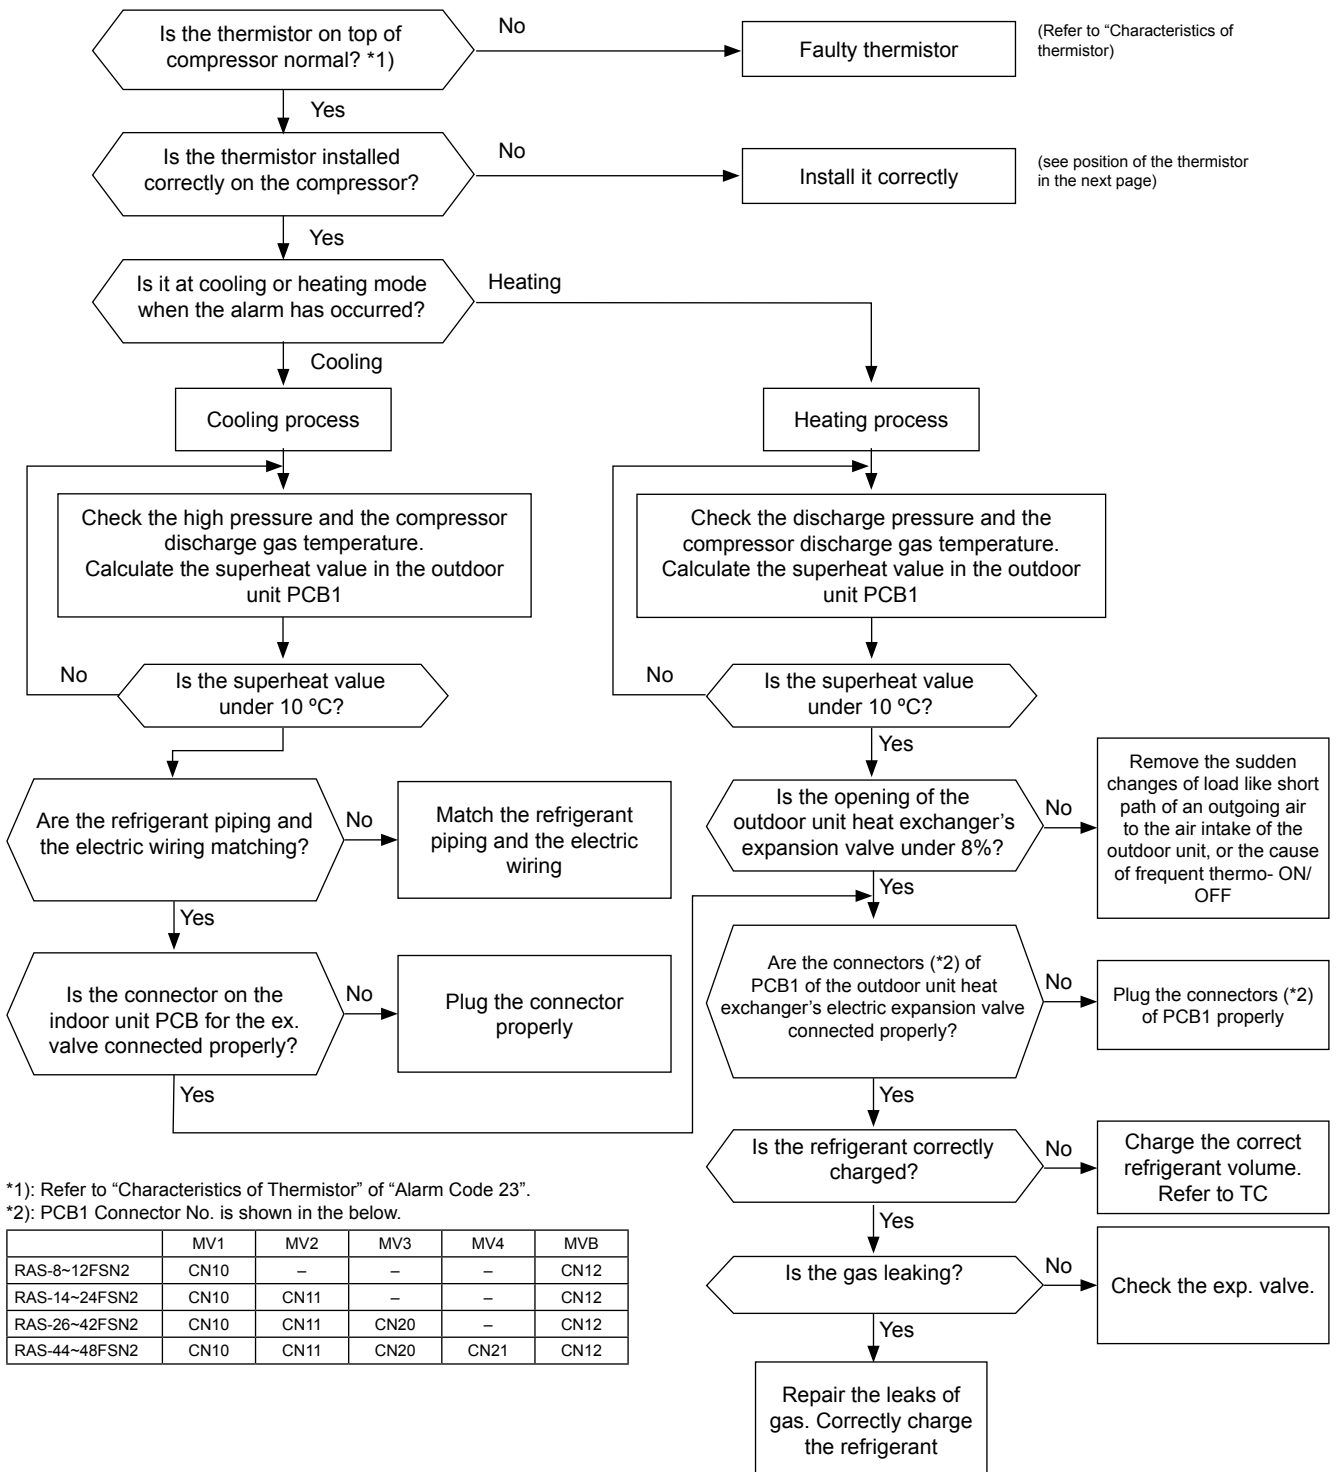 Is the thermistor on top of
compressor normal? *1)
No
Faulty thermistor
(Refer to “Characteristics of
thermistor)
Yes
Is the thermistor installed
correctly on the compressor?
No
Install it correctly
(see position of the thermistor
in the next page)
Yes
Is it at cooling or heating mode
when the alarm has occurred?
Heating
Cooling
Cooling process
Check the high pressure and the compressor
discharge gas temperature.
Calculate the superheat value in the outdoor
unit PCB1
No
Is the superheat value
under 10 ºC?
Are the refrigerant piping and
the electric wiring matching?
No
Match the refrigerant
piping and the electric
wiring
Yes
Is the connector on the
indoor unit PCB for the ex.
valve connected properly?
No
Plug the connector
properly
Yes
Heating process
Check the discharge pressure and the
compressor discharge gas temperature.
Calculate the superheat value in the outdoor
unit PCB1
No
Is the superheat value
under 10 ºC?
Yes
Is the opening of the
outdoor unit heat exchanger’s
expansion valve under 8%?
No
Remove the sudden
changes of load like short
path of an outgoing air
to the air intake of the
outdoor unit, or the cause
of frequent thermo- ON/
OFF
Yes
Are the connectors (*2) of
PCB1 of the outdoor unit heat
exchanger’s electric expansion valve
connected properly?
No
Plug the connectors (*2)
of PCB1 properly
Yes
Is the refrigerant correctly
charged?
No
Charge the correct
refrigerant volume.
Refer to TC
Yes
Is the gas leaking?
No
Check the exp. valve.
Yes
Repair the leaks of
gas. Correctly charge
the refrigerant
*1): Refer to “Characteristics of Thermistor” of “Alarm Code 23”.
*2): PCB1 Connector No. is shown in the below.
MV1 MV2 MV3 MV4 MVB
RAS-8~12FSN2 CN10 – – – CN12
RAS-14~24FSN2 CN10 CN11 – – CN12
RAS-26~42FSN2 CN10 CN11 CN20 – CN12
RAS-44~48FSN2 CN10 CN11 CN20 CN21 CN12